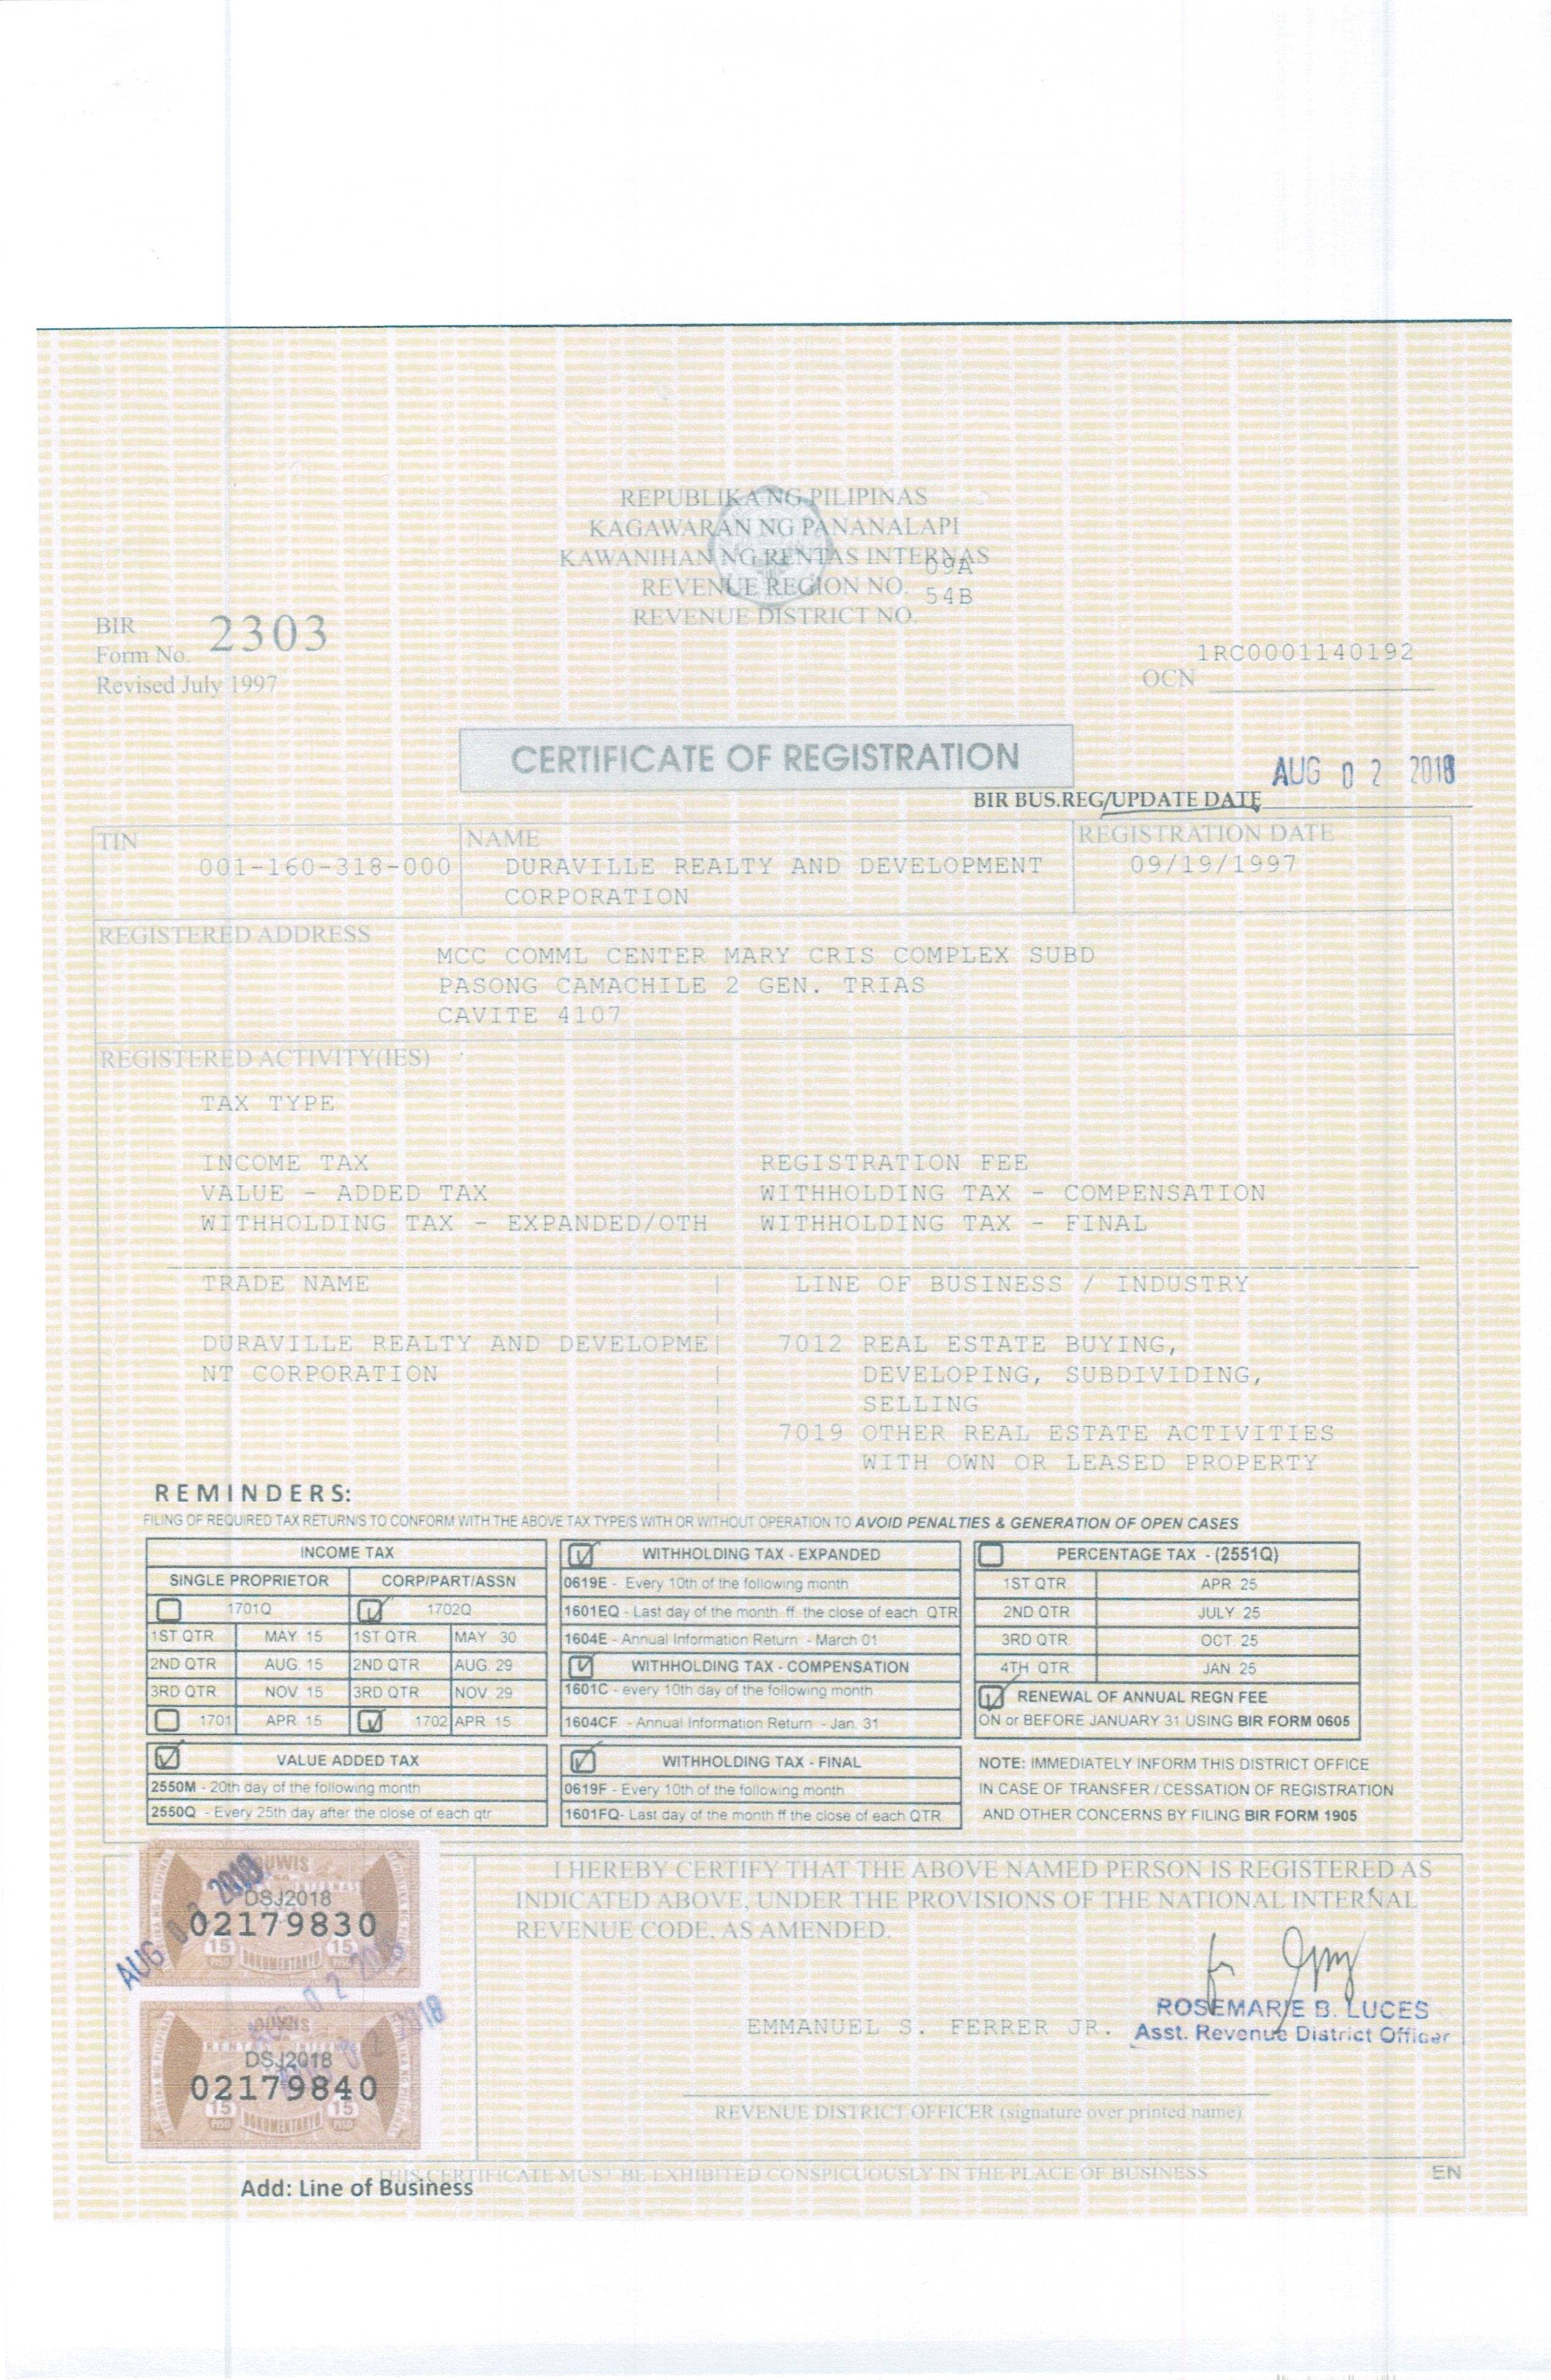 REPUBLIKA NG PILIPINAS
KAGAWARAN NG PANANALAPI
KAWANIHAN NG RENTAS INTERNAS
REVENUE REGION NO. 09A
REVENUE DISTRICT NO. 54B
BIR
Form No. 2303
Revised July 1997
OCN 1RC0001140192
CERTIFICATE OF REGISTRATION
AUG 02 2018
BIR BUS.REG/UPDATE DATE
TIN NAME REGISTRATION DATE
001-160-318-000 DURAVILLE REALTY AND DEVELOPMENT 09/19/1997
CORPORATION
REGISTERED ADDRESS
MCC COMML CENTER MARY CRIS COMPLEX SUBD
PASONG CAMACHILE 2 GEN. TRIAS
CAVITE 4107
REGISTERED ACTIVITY(IES)
TAX TYPE
INCOME TAX REGISTRATION FEE
VALUE - ADDED TAX WITHHOLDING TAX - COMPENSATION
WITHHOLDING TAX - EXPANDED/OTH WITHHOLDING TAX - FINAL
TRADE NAME | LINE OF BUSINESS / INDUSTRY
DURAVILLE REALTY AND DEVELOPME| 7012 REAL ESTATE BUYING,
NT CORPORATION | DEVELOPING, SUBDIVIDING,
SELLING
7019 OTHER REAL ESTATE ACTIVITIES
WITH OWN OR LEASED PROPERTY
REMINDERS:
FILING OF REQUIRED TAX RETURN/S TO CONFORM WITH THE ABOVE TAX TYPE/S WITH OR WITHOUT OPERATION TO AVOID PENALTIES & GENERATION OF OPEN CASES
INCOME TAX
SINGLE PROPRIETOR CORP/PART/ASSN
1701Q 1702Q
1ST QTR MAY 15 1ST QTR MAY 30
2ND QTR AUG. 15 2ND QTR AUG. 29
3RD QTR NOV 15 3RD QTR NOV 29
1701 APR 15 1702 APR 15
VALUE ADDED TAX
2550M - 20th day of the following month
2550Q - Every 25th day after the close of each qtr
WITHHOLDING TAX - EXPANDED
0619E - Every 10th of the following month
1601EQ - Last day of the month ff. the close of each QTR
1604E - Annual Information Return - March 01
WITHHOLDING TAX - COMPENSATION
1601C - every 10th day of the following month
1604CF - Annual Information Return - Jan. 31
WITHHOLDING TAX - FINAL
0619F - Every 10th of the following month
1601FQ- Last day of the month ff the close of each QTR
PERCENTAGE TAX - (2551Q)
1ST QTR APR 25
2ND QTR JULY 25
3RD QTR OCT 25
4TH QTR JAN. 25
RENEWAL OF ANNUAL REGN FEE
ON or BEFORE JANUARY 31 USING BIR FORM 0605
NOTE: IMMEDIATELY INFORM THIS DISTRICT OFFICE
IN CASE OF TRANSFER / CESSATION OF REGISTRATION
AND OTHER CONCERNS BY FILING BIR FORM 1905
DSJ2018
02179830
15 DOKUMENTARYO 15
AUG 02 2018
DSJ2018
02179840
15 DOKUMENTARYO 15
I HEREBY CERTIFY THAT THE ABOVE NAMED PERSON IS REGISTERED AS
INDICATED ABOVE, UNDER THE PROVISIONS OF THE NATIONAL INTERNAL
REVENUE CODE, AS AMENDED.
ROSEMARIE B. LUCES
EMMANUEL S. FERRER JR. Asst. Revenue District Officer
REVENUE DISTRICT OFFICER (signature over printed name)
THIS CERTIFICATE MUST BE EXHIBITED CONSPICUOUSLY IN THE PLACE OF BUSINESS EN
Add: Line of Business